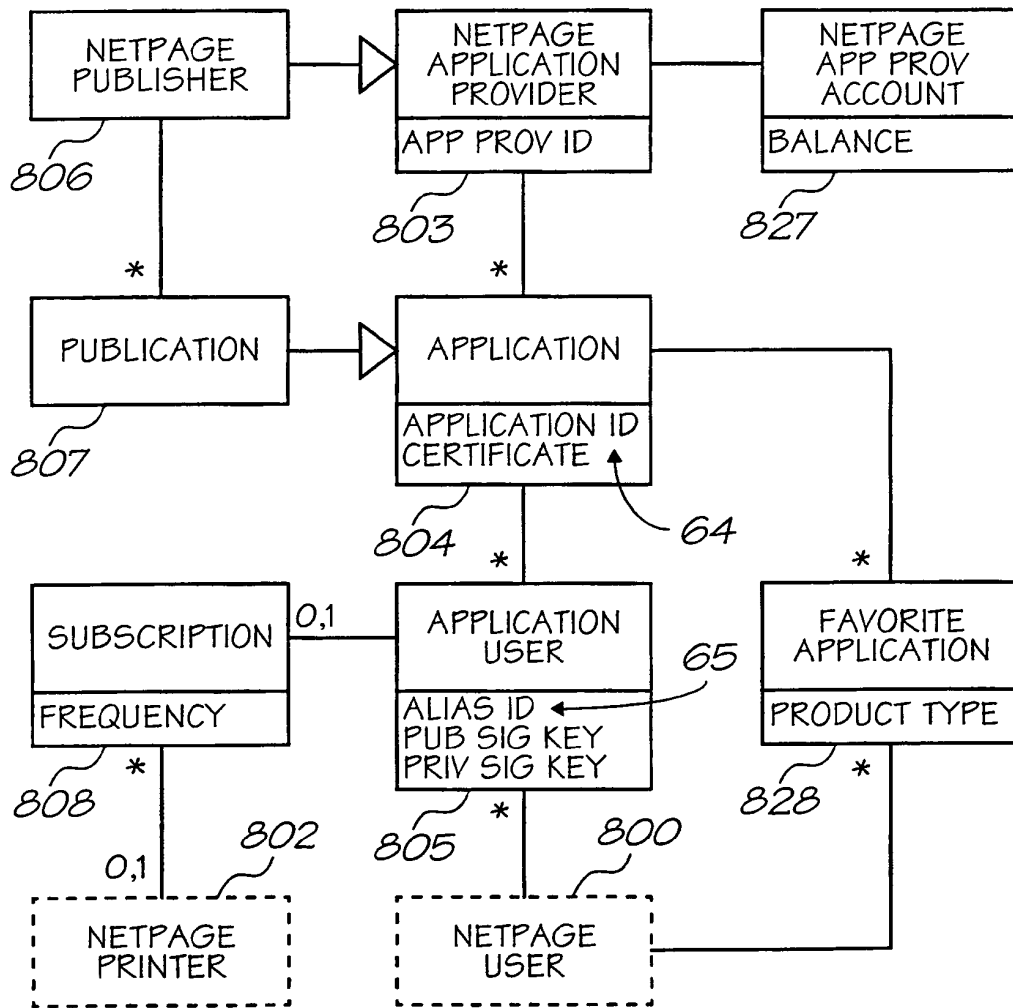 NETPAGE
PUBLISHER
806
NETPAGE
APPLICATION
PROVIDER
APP PROV ID
803
NETPAGE
APP PROV
ACCOUNT
BALANCE
827
*
*
PUBLICATION
807
APPLICATION
APPLICATION ID
CERTIFICATE
804
64
*
*
SUBSCRIPTION
FREQUENCY
808
0,1
APPLICATION
USER
ALIAS ID
PUB SIG KEY
PRIV SIG KEY
805
65
FAVORITE
APPLICATION
PRODUCT TYPE
828
*
*
*
0,1
802
800
NETPAGE
PRINTER
NETPAGE
USER